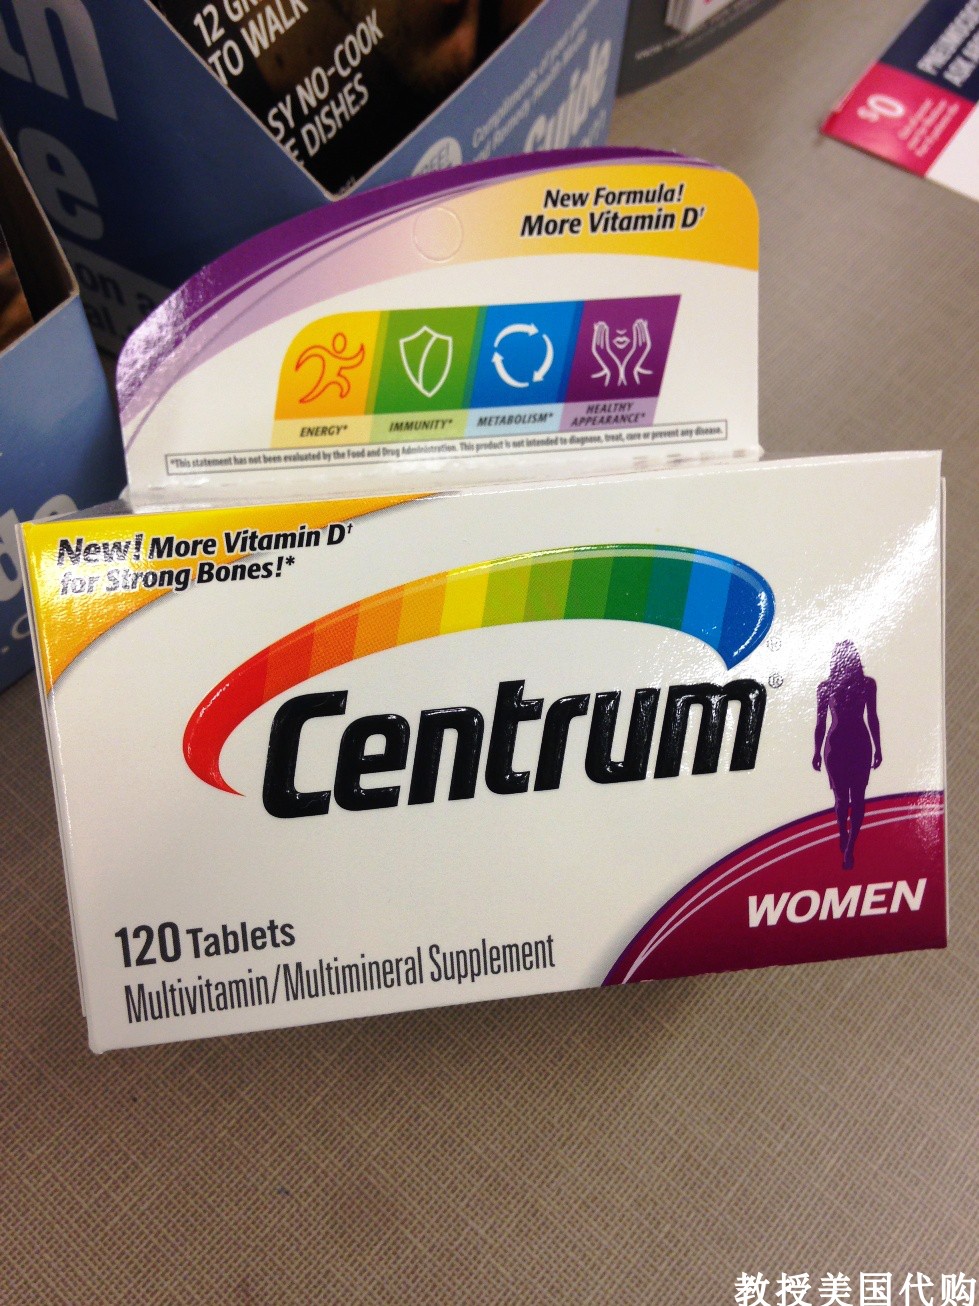 12 GR
TO WALK
SY NO-COOK
E DISHES
Compliments of
Guide
$0
New Formula!
More Vitamin D†
ENERGY*
IMMUNITY*
METABOLISM*
HEALTHY
APPEARANCE*
*This statement has not been evaluated by the Food and Drug Administration. This product is not intended to diagnose, treat, cure or prevent any disease.
New! More Vitamin D†
for Strong Bones!*
Centrum®
WOMEN
120 Tablets
Multivitamin/Multimineral Supplement
教授美国代购